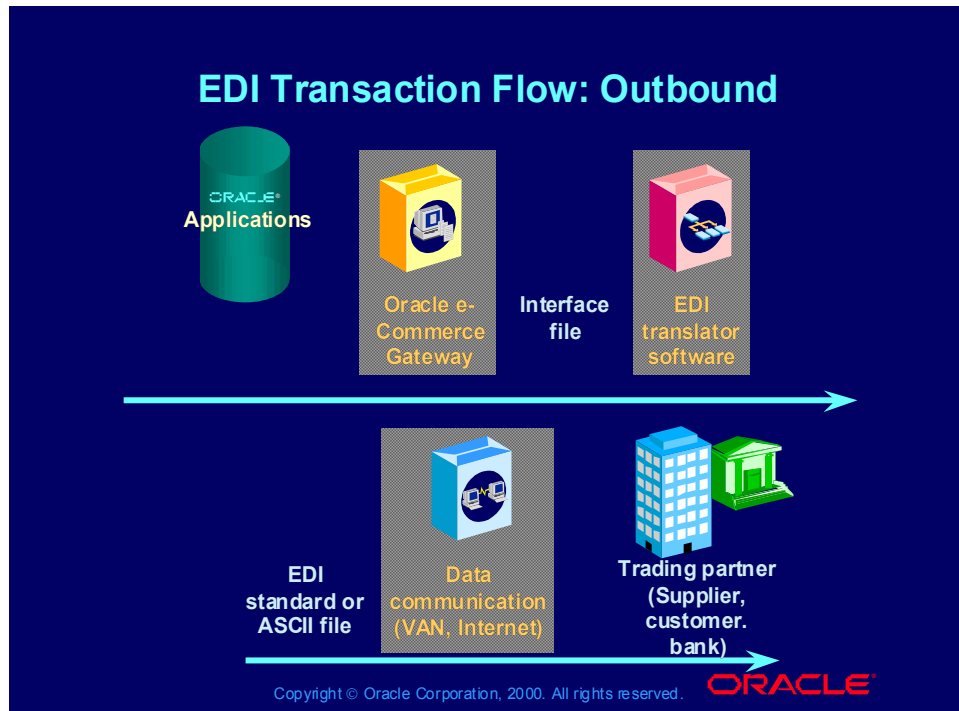 EDI Transaction Flow: Outbound
ORACLE®
Applications
Oracle e-
Commerce
Gateway
Interface
file
EDI
translator
software
EDI
standard or
ASCII file
Data
communication
(VAN, Internet)
Trading partner
(Supplier,
customer.
bank)
Copyright © Oracle Corporation, 2000. All rights reserved.
ORACLE®